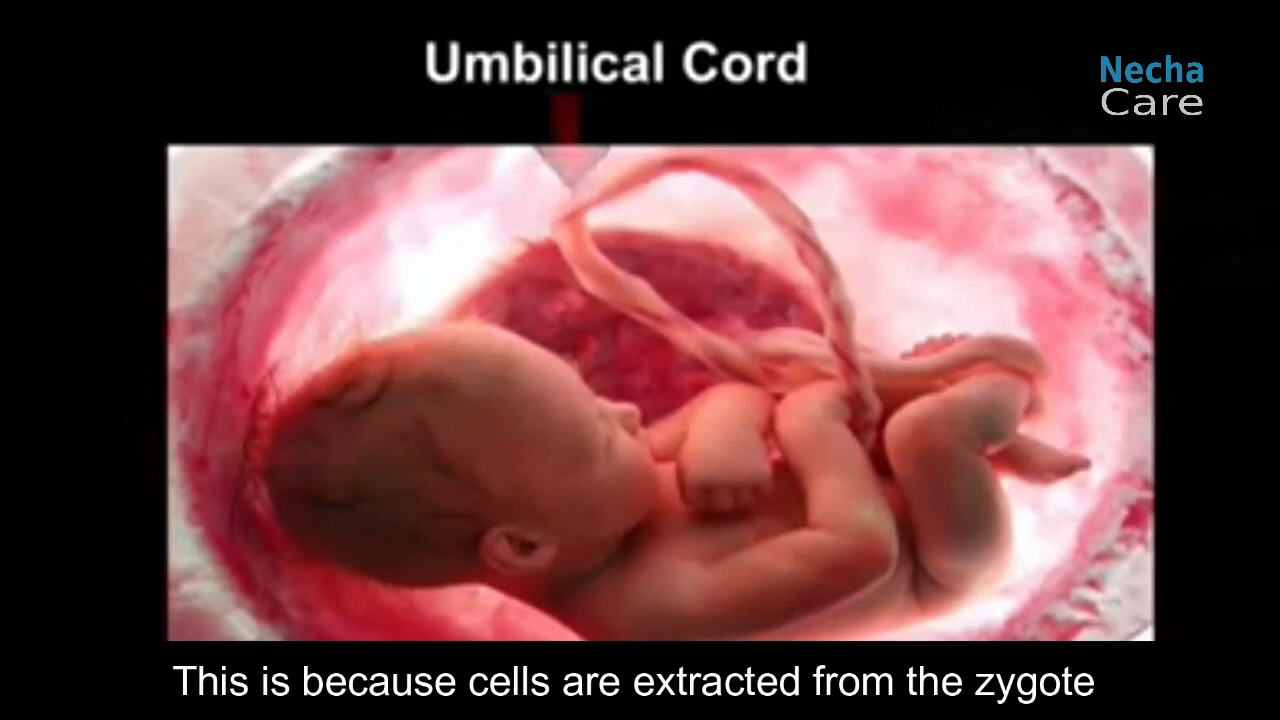 Umbilical Cord
Necha
Care
This is because cells are extracted from the zygote